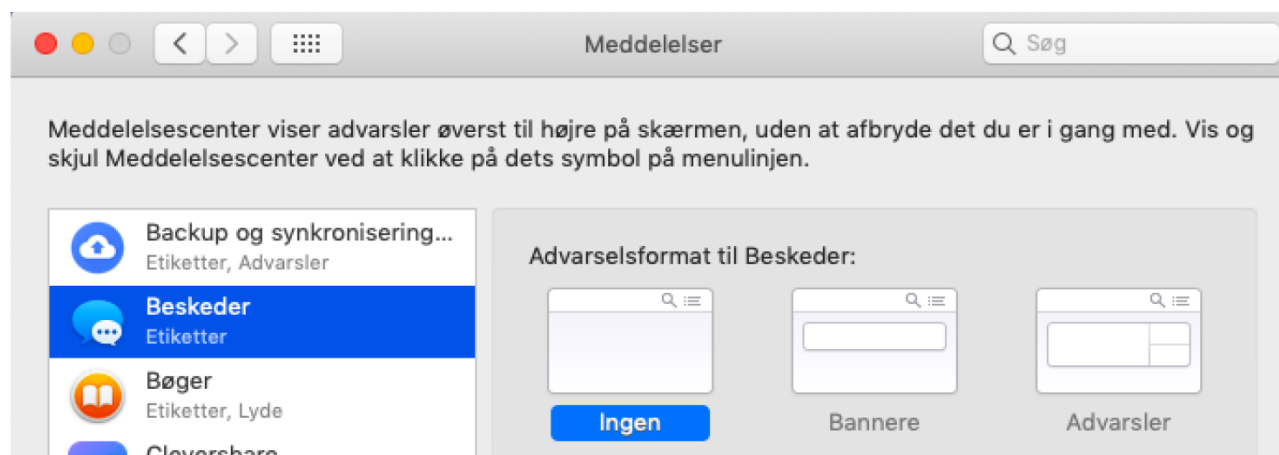 Meddelelser
Søg
Meddelelsescenter viser advarsler øverst til højre på skærmen, uden at afbryde det du er i gang med. Vis og
skjul Meddelelsescenter ved at klikke på dets symbol på menulinjen.
Backup og synkronisering...
Etiketter, Advarsler
Beskeder
Etiketter
Bøger
Etiketter, Lyde
Clevershare
Advarselsformat til Beskeder:
Ingen
Bannere
Advarsler